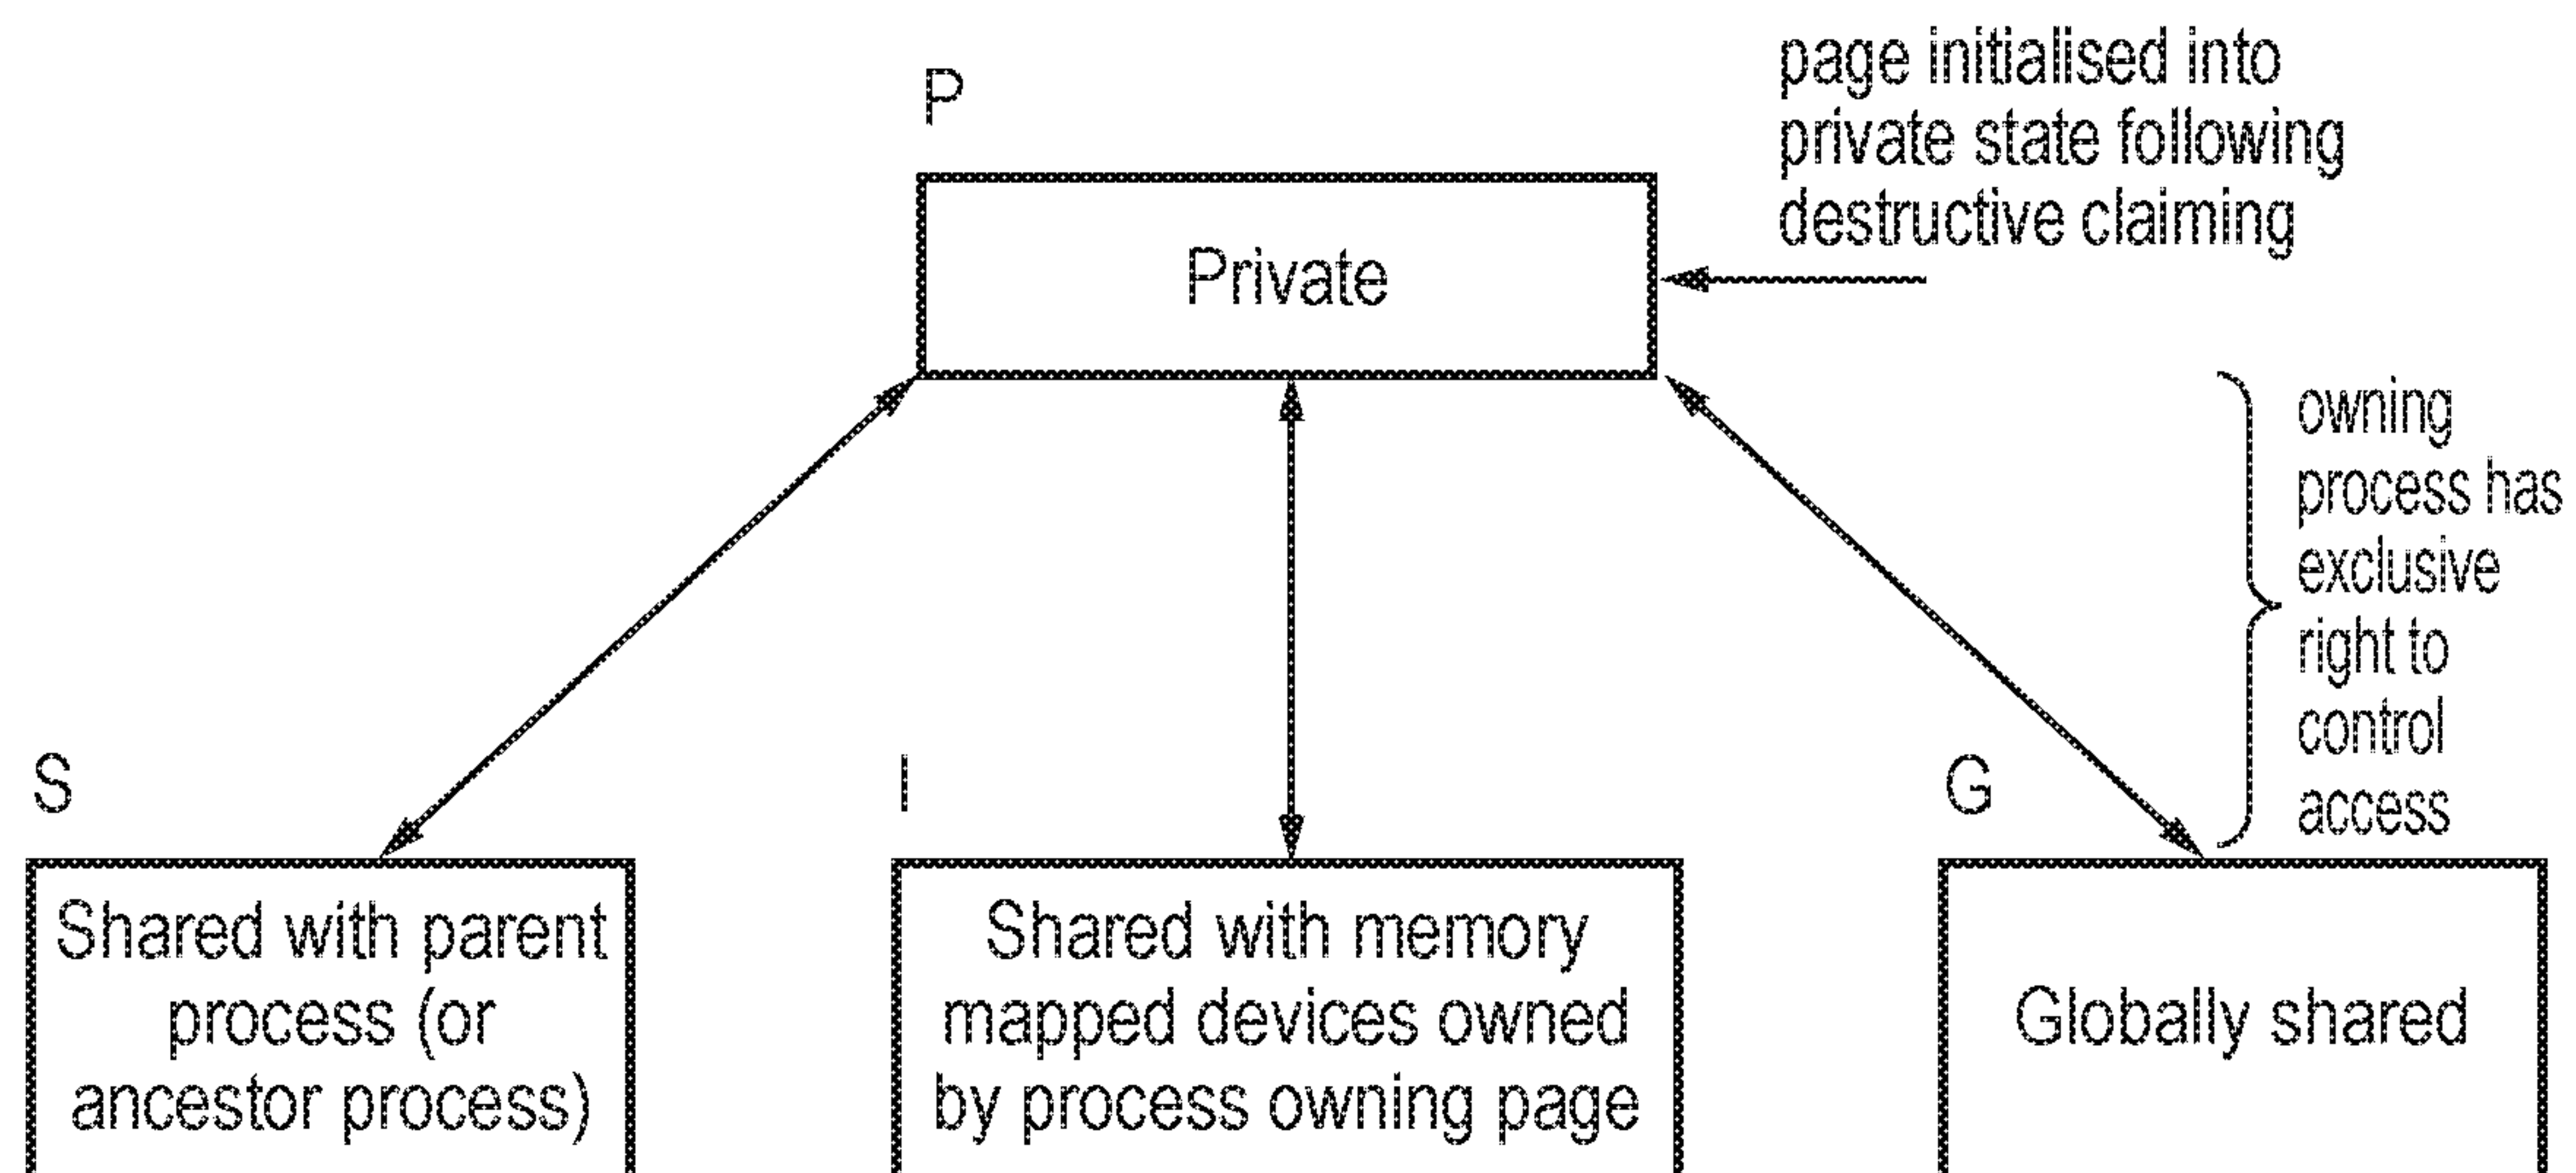 P
page initialised into
private state following
destructive claiming
Private
owning
process has
exclusive
right to
control
access
S
I
G
Shared with parent
process (or
ancestor process)
Shared with memory
mapped devices owned
by process owning page
Globally shared